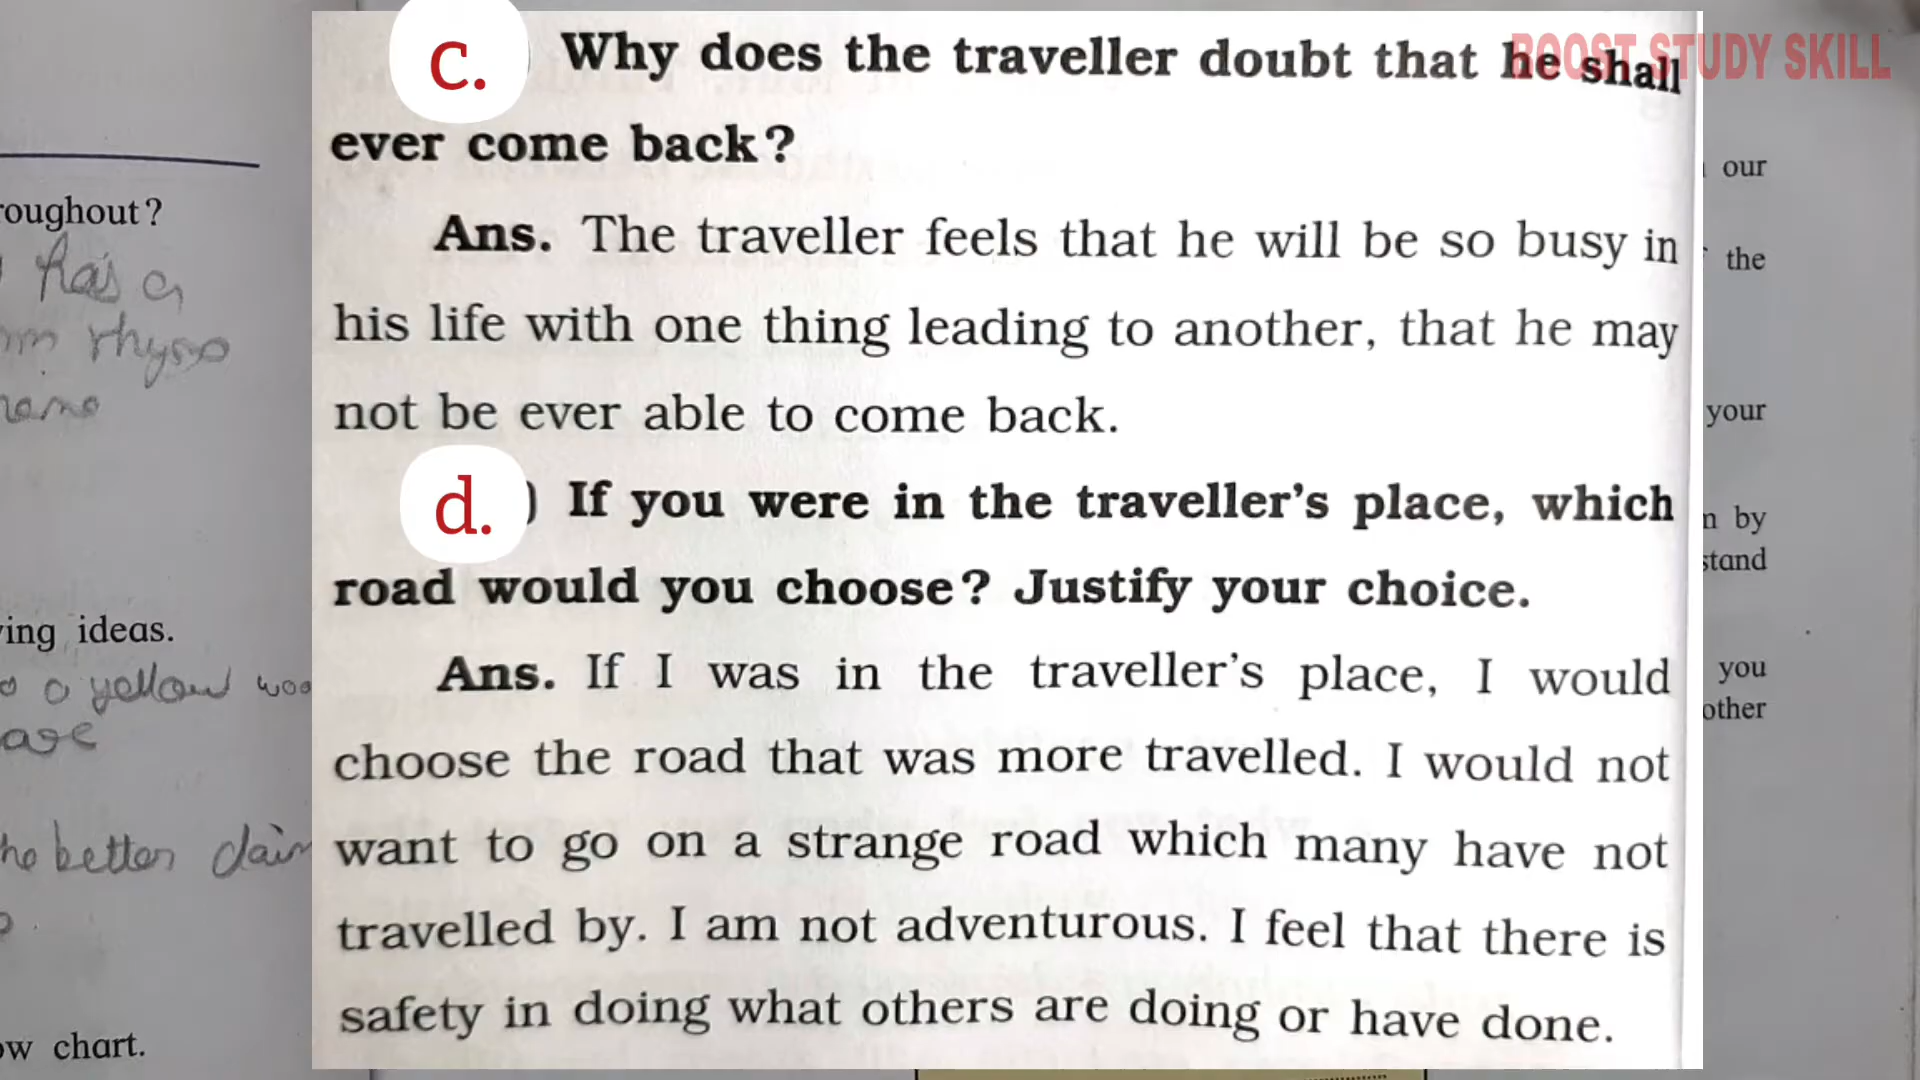 BOOST STUDY SKILL
c. Why does the traveller doubt that he shall
ever come back?
Ans. The traveller feels that he will be so busy in
his life with one thing leading to another, that he may
not be ever able to come back.
d. ) If you were in the traveller's place, which
road would you choose? Justify your choice.
Ans. If I was in the traveller's place, I would
choose the road that was more travelled. I would not
want to go on a strange road which many have not
travelled by. I am not adventurous. I feel that there is
safety in doing what others are doing or have done.
has a
yellow
he better
ideas.
chart.
our
the
your
by
you